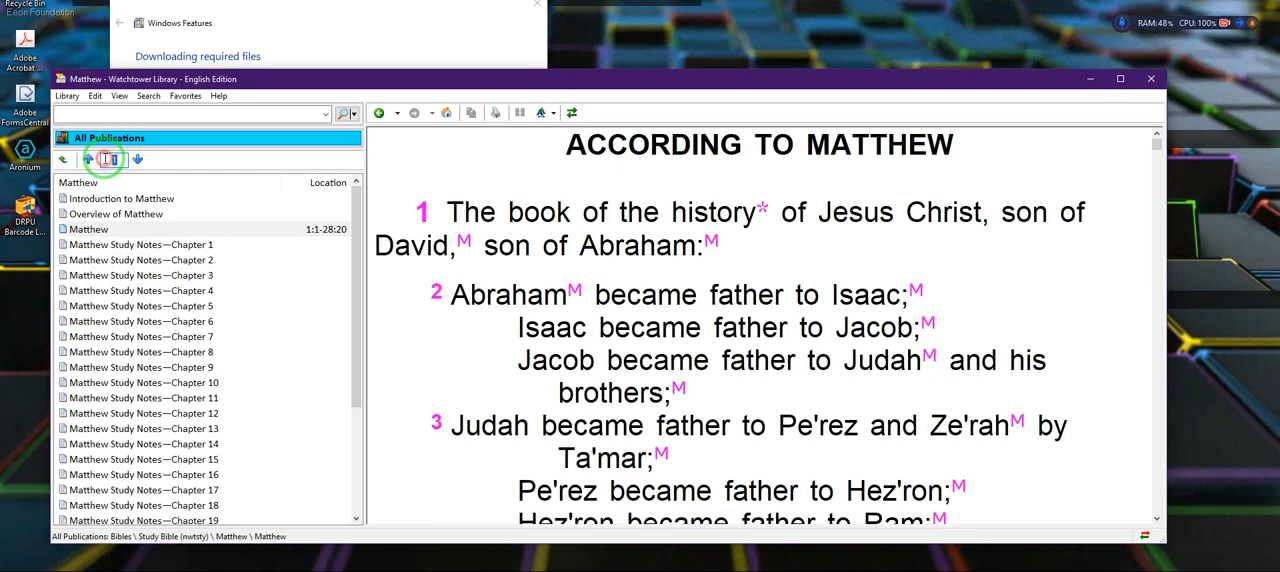 Recycle Bin
Eeon Foundation
Adobe
Acrobat ...
Adobe
FormsCentral
Aronium
DRPU
Barcode L...
Windows Features
Downloading required files
RAM:48% CPU:100%
Matthew - Watchtower Library - English Edition
Library Edit View Search Favorites Help
All Publications
Matthew Location
Introduction to Matthew
Overview of Matthew
Matthew 1:1-28:20
Matthew Study Notes—Chapter 1
Matthew Study Notes—Chapter 2
Matthew Study Notes—Chapter 3
Matthew Study Notes—Chapter 4
Matthew Study Notes—Chapter 5
Matthew Study Notes—Chapter 6
Matthew Study Notes—Chapter 7
Matthew Study Notes—Chapter 8
Matthew Study Notes—Chapter 9
Matthew Study Notes—Chapter 10
Matthew Study Notes—Chapter 11
Matthew Study Notes—Chapter 12
Matthew Study Notes—Chapter 13
Matthew Study Notes—Chapter 14
Matthew Study Notes—Chapter 15
Matthew Study Notes—Chapter 16
Matthew Study Notes—Chapter 17
Matthew Study Notes—Chapter 18
Matthew Study Notes—Chapter 19
ACCORDING TO MATTHEW
1 The book of the history* of Jesus Christ, son of
David,M son of Abraham:M
2 AbrahamM became father to Isaac;M
Isaac became father to Jacob;M
Jacob became father to JudahM and his
brothers;M
3 Judah became father to Pe'rez and Ze'rahM by
Ta'mar;M
Pe'rez became father to Hez'ron;M
Hez'ron became father to Ram;M
All Publications: Bibles \ Study Bible (nwtsty) \ Matthew \ Matthew